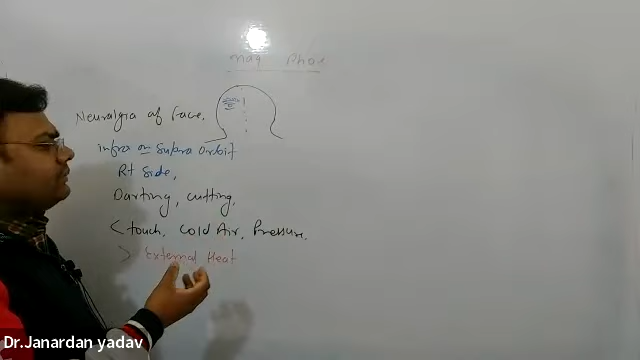 Mag Phos
Neuralgia of Face.
infra or Supra orbit
Rt Side,
Darting, cutting,
< touch, cold Air, Pressure.
> External Heat
Dr.Janardan yadav